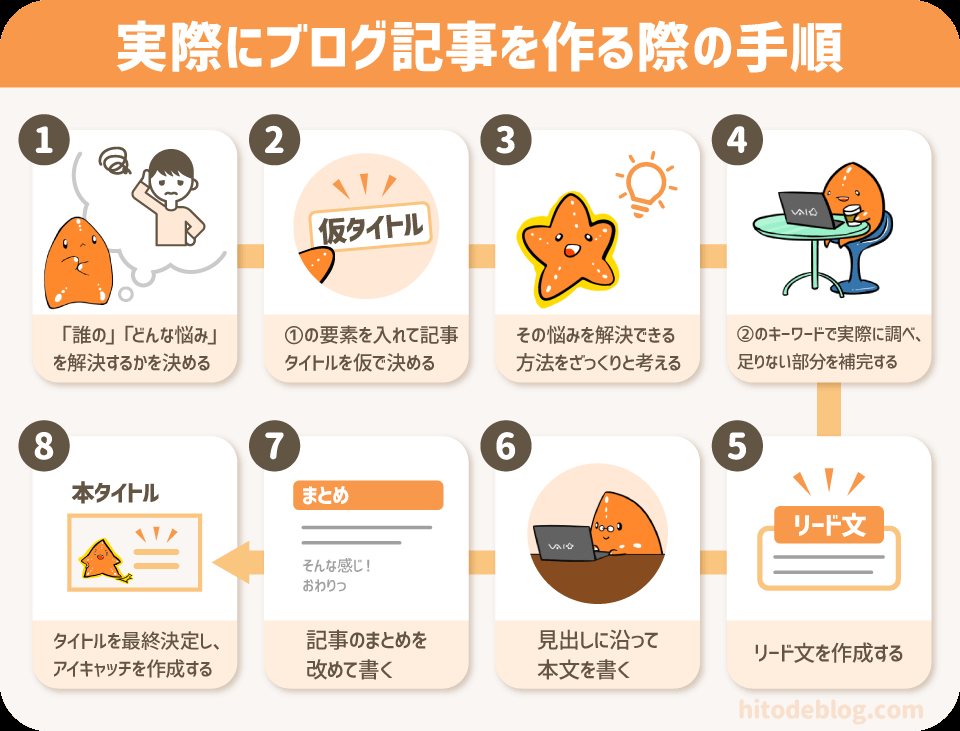 実際にブログ記事を作る際の手順
1
「誰の」「どんな悩み」
を解決するかを決める
2
仮タイトル
①の要素を入れて記事
タイトルを仮で決める
3
その悩みを解決できる
方法をざっくりと考える
4
VAIO
②のキーワードで実際に調べ、
足りない部分を補完する
5
リード文
リード文を作成する
6
VAIO
見出しに沿って
本文を書く
7
まとめ
そんな感じ!
おわりっ
記事のまとめを
改めて書く
8
本タイトル
タイトルを最終決定し、
アイキャッチを作成する
hitodeblog.com